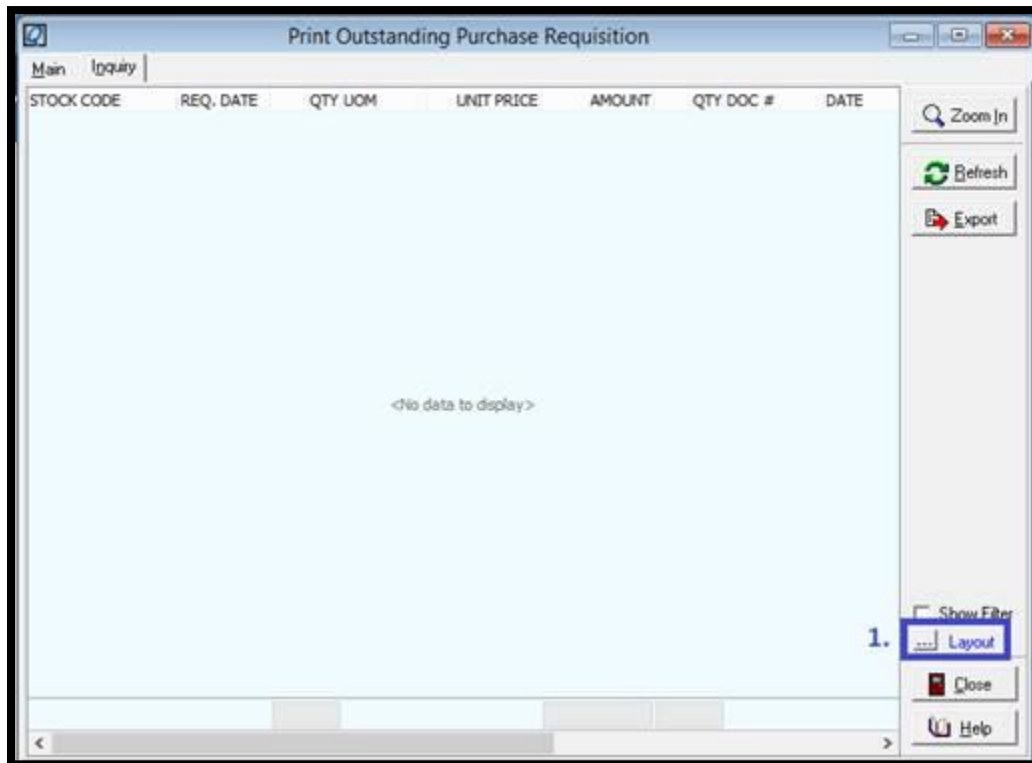 Print Outstanding Purchase Requisition
Main Inquiry
STOCK CODE REQ. DATE QTY UOM UNIT PRICE AMOUNT QTY DOC # DATE
Zoom In
Refresh
Export
<No data to display>
Show Filter
1. ... Layout
Close
Help